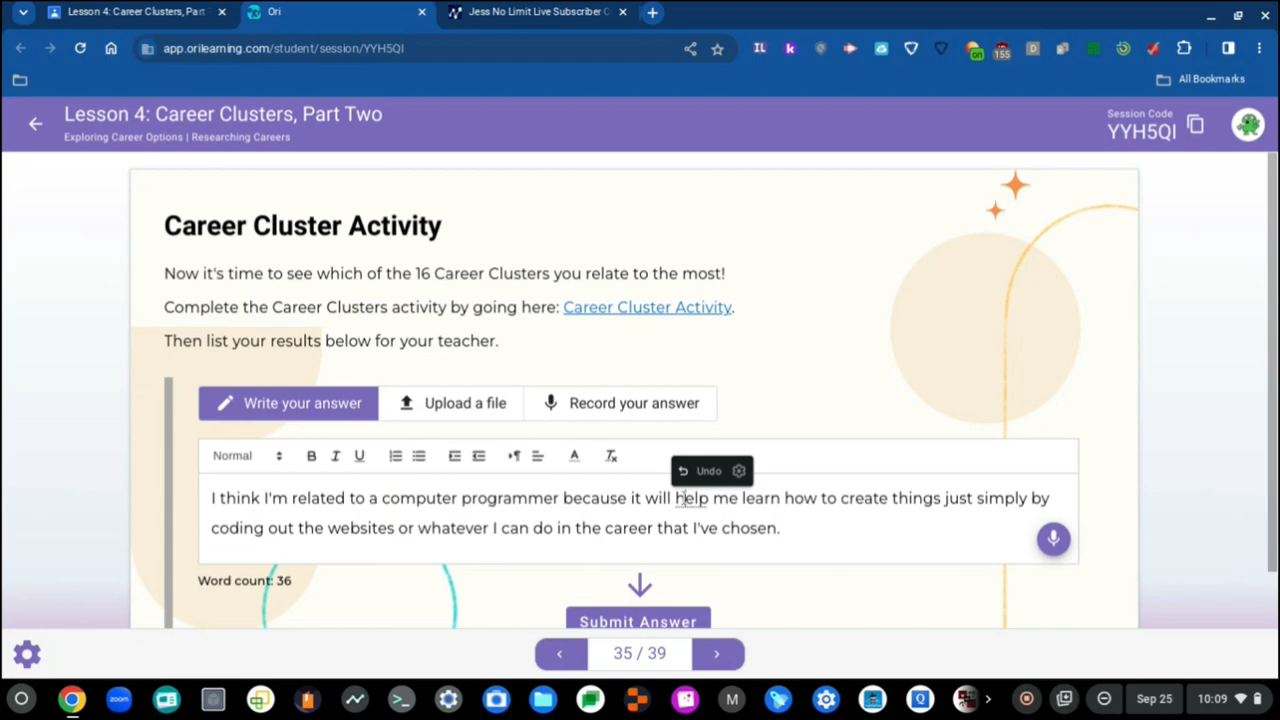 Lesson 4: Career Clusters, Part
Ori
Jess No Limit Live Subscriber C
app.orilearning.com/student/session/YYH5QI
IL
k
on
155
D
All Bookmarks
Lesson 4: Career Clusters, Part Two
Exploring Career Options | Researching Careers
Session Code
YYH5QI
Career Cluster Activity
Now it's time to see which of the 16 Career Clusters you relate to the most!
Complete the Career Clusters activity by going here: Career Cluster Activity.
Then list your results below for your teacher.
Write your answer
Upload a file
Record your answer
Normal
B I U
A
Undo
I think I'm related to a computer programmer because it will help me learn how to create things just simply by
coding out the websites or whatever I can do in the career that I've chosen.
Word count: 36
Submit Answer
35 / 39
zoom
M
Q
Sep 25
10:09